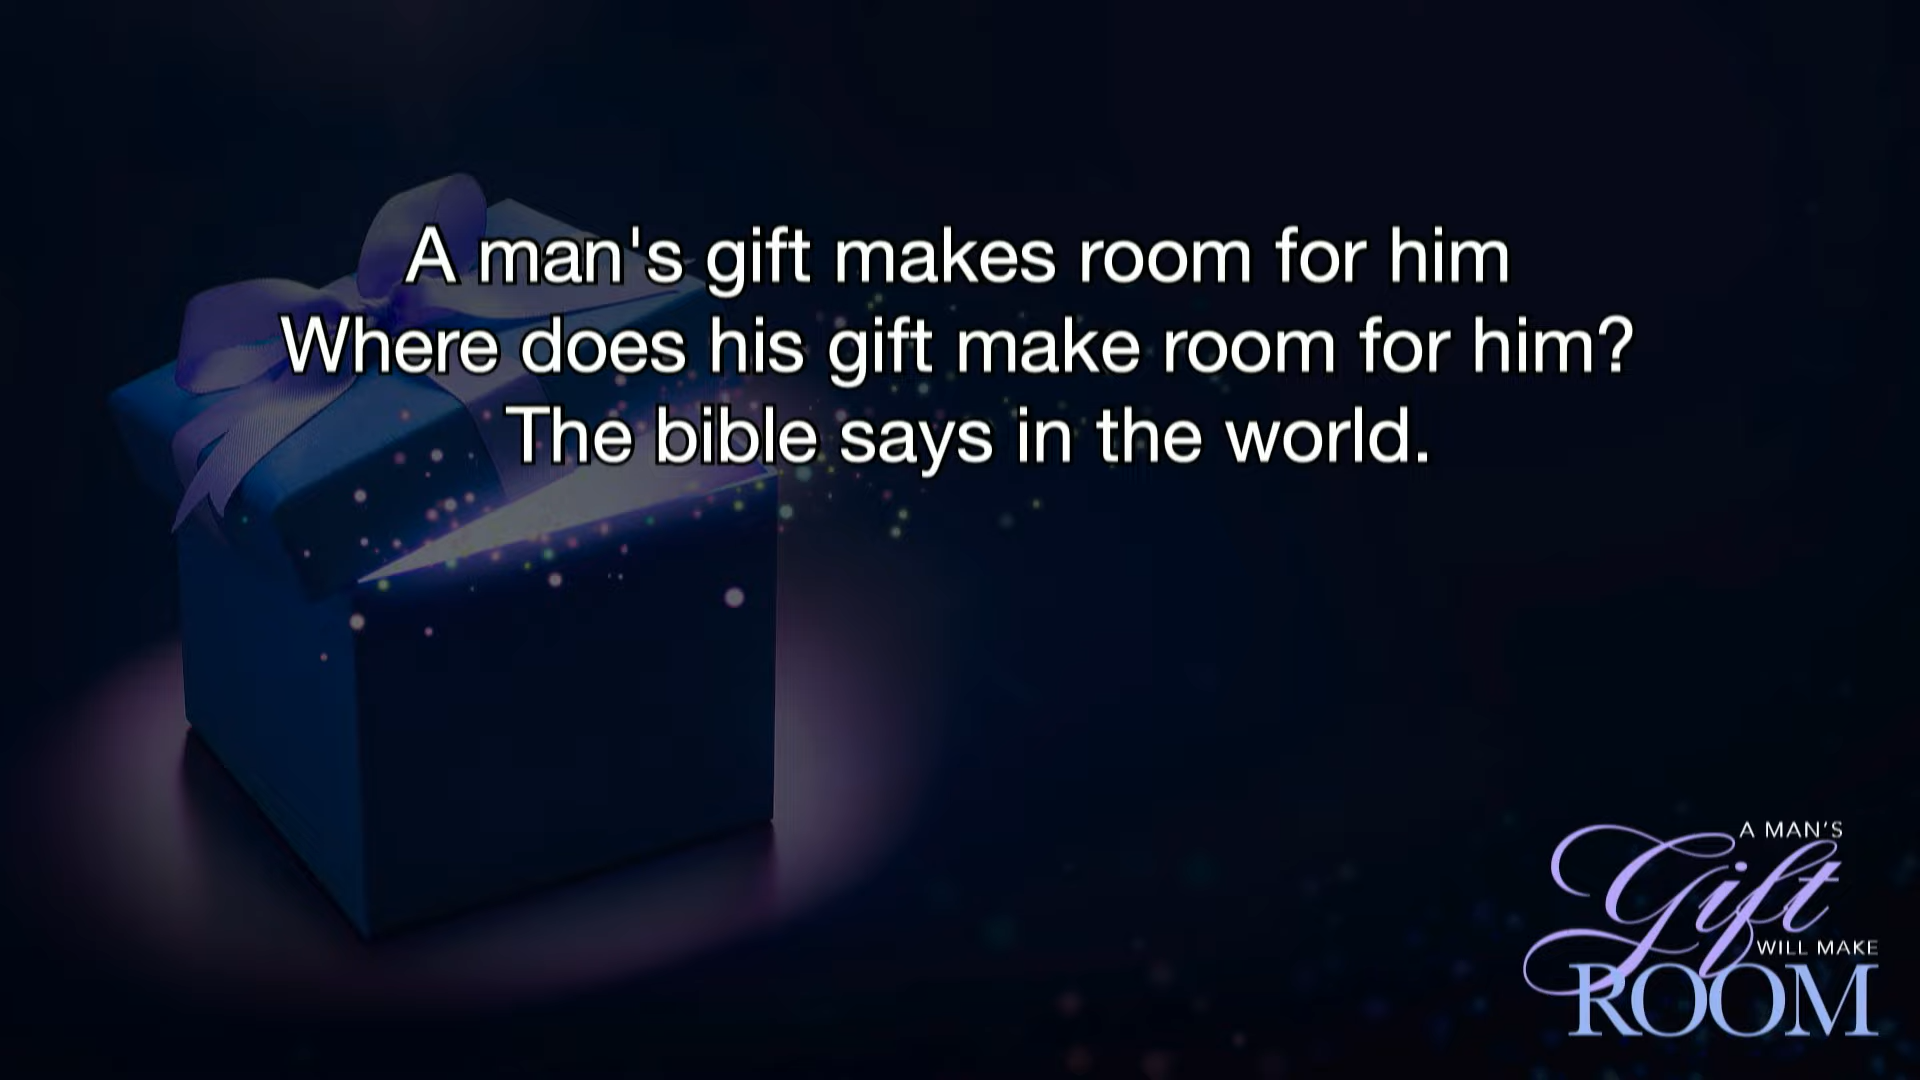 A man's gift makes room for him
Where does his gift make room for him?
The bible says in the world.
A MAN'S
Gift
WILL MAKE
ROOM